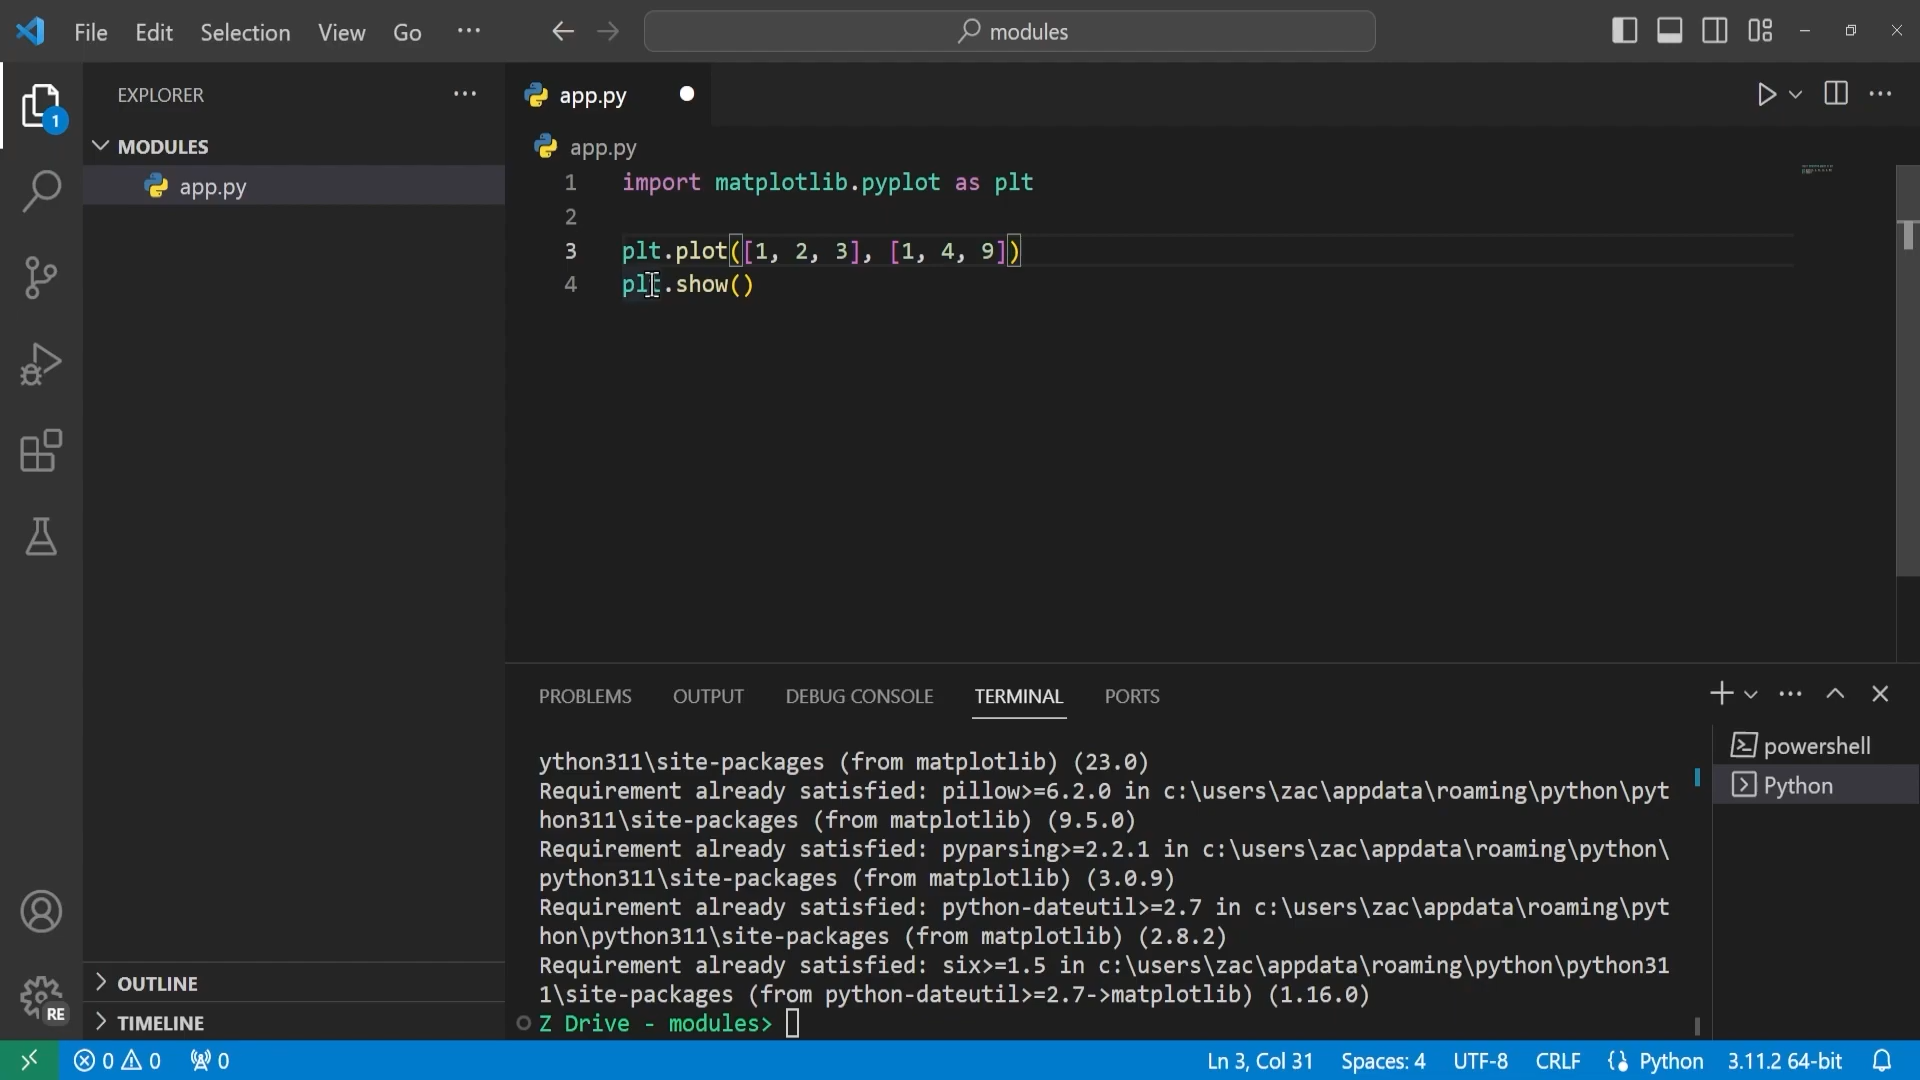 File Edit Selection View Go ···
modules
EXPLORER ···
1
MODULES
app.py
OUTLINE
TIMELINE
RE
app.py
app.py
1 import matplotlib.pyplot as plt
2
3 plt.plot([1, 2, 3], [1, 4, 9])
4 plt.show()
PROBLEMS OUTPUT DEBUG CONSOLE TERMINAL PORTS
powershell
Python
ython311\site-packages (from matplotlib) (23.0)
Requirement already satisfied: pillow>=6.2.0 in c:\users\zac\appdata\roaming\python\pyt
hon311\site-packages (from matplotlib) (9.5.0)
Requirement already satisfied: pyparsing>=2.2.1 in c:\users\zac\appdata\roaming\python\
python311\site-packages (from matplotlib) (3.0.9)
Requirement already satisfied: python-dateutil>=2.7 in c:\users\zac\appdata\roaming\pyt
hon\python311\site-packages (from matplotlib) (2.8.2)
Requirement already satisfied: six>=1.5 in c:\users\zac\appdata\roaming\python\python31
1\site-packages (from python-dateutil>=2.7->matplotlib) (1.16.0)
Z Drive - modules>
0 0 0 Ln 3, Col 31 Spaces: 4 UTF-8 CRLF Python 3.11.2 64-bit